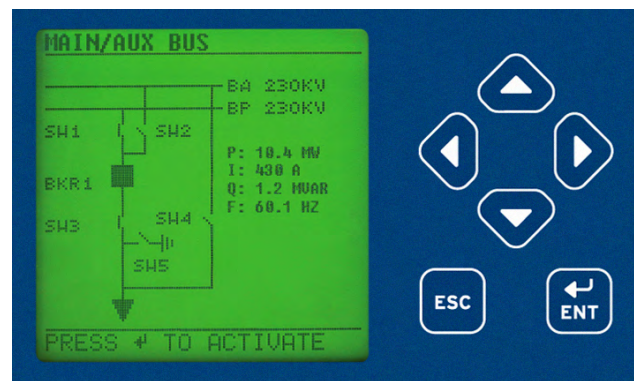 MAIN/AUX BUS
BA 230KV
BP 230KV
SW1
SW2
P: 10.4 MW
I: 430 A
Q: 1.2 MVAR
F: 60.1 HZ
BKR1
SW3
SW4
SW5
PRESS ↵ TO ACTIVATE
ESC
ENT